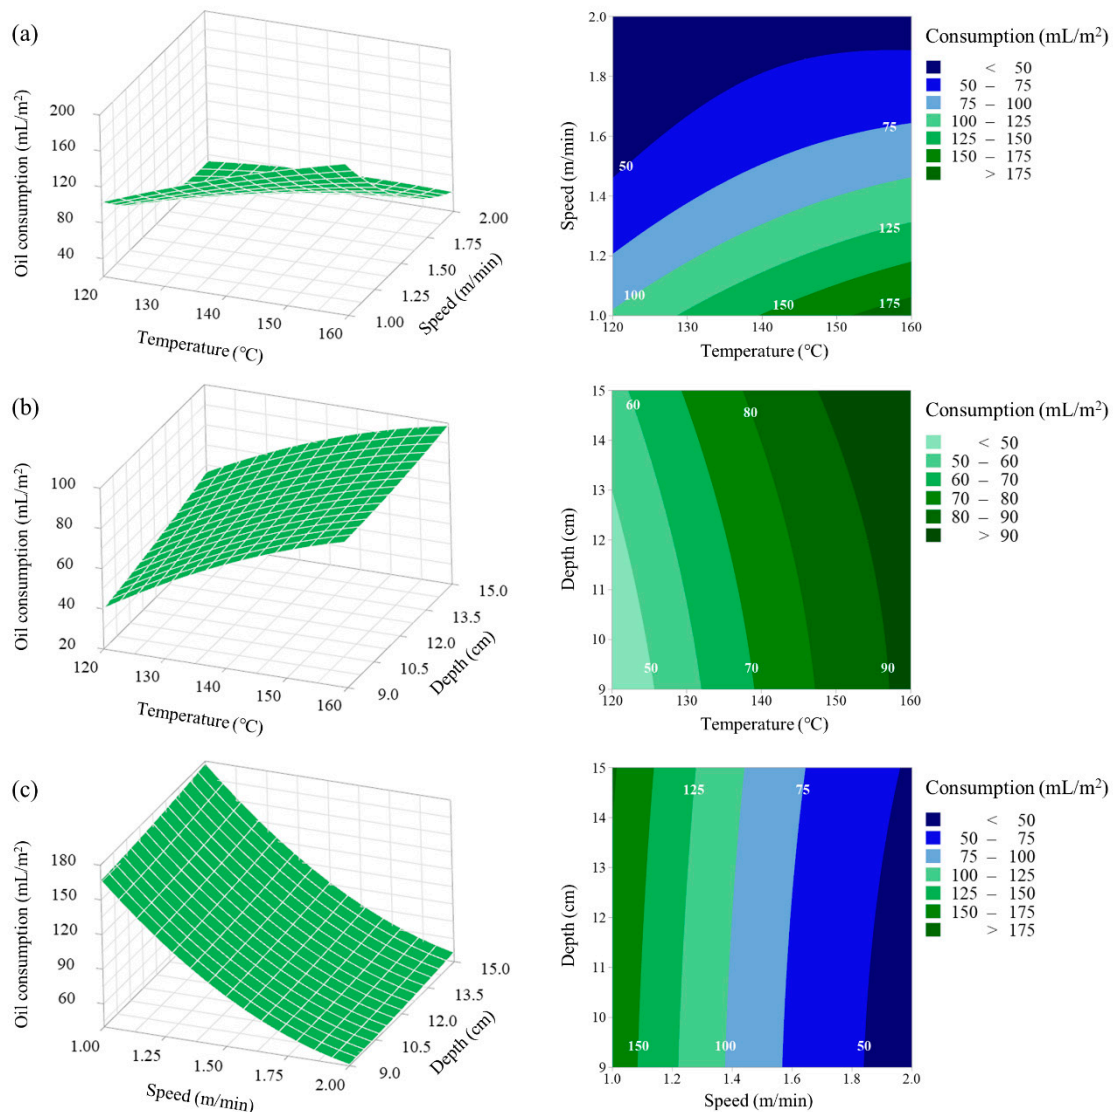 (a)
Oil consumption (mL/m²)
200
160
120
80
40
120
130
140
150
160
Temperature (°C)
1.00
1.25
1.50
1.75
2.00
Speed (m/min)
Speed (m/min)
2.0
1.8
1.6
1.4
1.2
1.0
120
130
140
150
160
Temperature (°C)
50
75
100
125
150
175
Consumption (mL/m²)
< 50
50 – 75
75 – 100
100 – 125
125 – 150
150 – 175
> 175
(b)
Oil consumption (mL/m²)
100
80
60
40
20
120
130
140
150
160
Temperature (°C)
9.0
10.5
12.0
13.5
15.0
Depth (cm)
Depth (cm)
15
14
13
12
11
10
9
120
130
140
150
160
Temperature (°C)
60
80
50
70
90
Consumption (mL/m²)
< 50
50 – 60
60 – 70
70 – 80
80 – 90
> 90
(c)
Oil consumption (mL/m²)
180
150
120
90
60
1.00
1.25
1.50
1.75
2.00
Speed (m/min)
9.0
10.5
12.0
13.5
15.0
Depth (cm)
Depth (cm)
15
14
13
12
11
10
9
1.0
1.2
1.4
1.6
1.8
2.0
Speed (m/min)
125
75
150
100
50
Consumption (mL/m²)
< 50
50 – 75
75 – 100
100 – 125
125 – 150
150 – 175
> 175